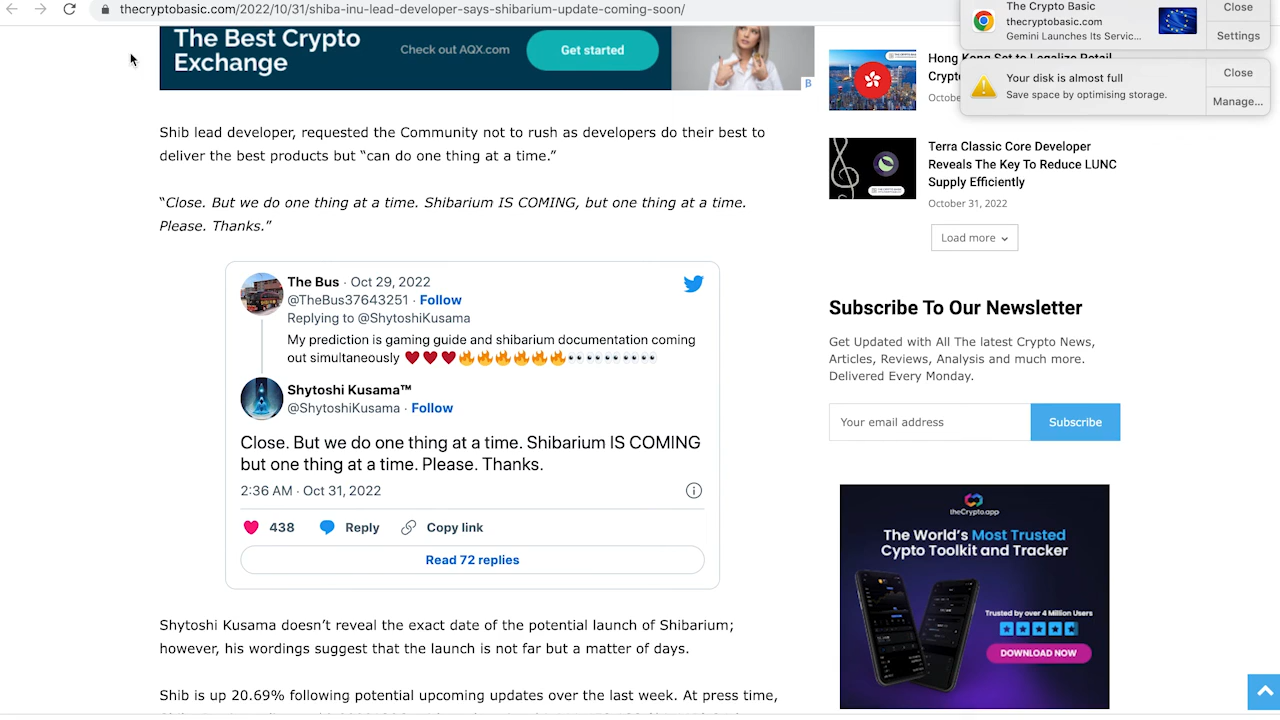 thecryptobasic.com/2022/10/31/shiba-inu-lead-developer-says-shibarium-update-coming-soon/
The Crypto Basic
thecryptobasic.com
Gemini Launches Its Servic...
Close
Settings
Your disk is almost full
Save space by optimising storage.
Close
Manage...
The Best Crypto
Exchange
Check out AQX.com
Get started
Shib lead developer, requested the Community not to rush as developers do their best to
deliver the best products but “can do one thing at a time.”
“Close. But we do one thing at a time. Shibarium IS COMING, but one thing at a time.
Please. Thanks.”
The Bus · Oct 29, 2022
@TheBus37643251 · Follow
Replying to @ShytoshiKusama
My prediction is gaming guide and shibarium documentation coming
out simultaneously ❤️❤️❤️🔥🔥🔥🔥🔥🔥👀👀👀👀👀
Shytoshi Kusama™
@ShytoshiKusama · Follow
Close. But we do one thing at a time. Shibarium IS COMING
but one thing at a time. Please. Thanks.
2:36 AM · Oct 31, 2022
438 Reply Copy link
Read 72 replies
Shytoshi Kusama doesn’t reveal the exact date of the potential launch of Shibarium;
however, his wordings suggest that the launch is not far but a matter of days.
Shib is up 20.69% following potential upcoming updates over the last week. At press time,
Hong Kong Set to Legalize Retail
Crypto
Octobe
Terra Classic Core Developer
Reveals The Key To Reduce LUNC
Supply Efficiently
October 31, 2022
Load more
Subscribe To Our Newsletter
Get Updated with All The latest Crypto News,
Articles, Reviews, Analysis and much more.
Delivered Every Monday.
Your email address
Subscribe
theCrypto.app
The World’s Most Trusted
Cypto Toolkit and Tracker
Trusted by over 4 Million Users
DOWNLOAD NOW